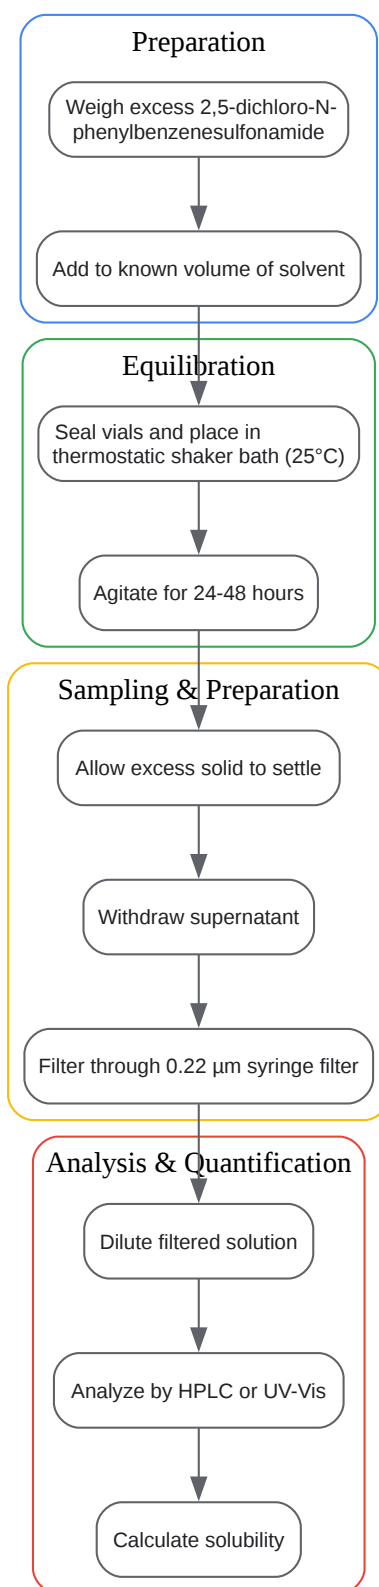 Preparation
Weigh excess 2,5-dichloro-N-
phenylbenzenesulfonamide
Add to known volume of solvent
Equilibration
Seal vials and place in
thermostatic shaker bath (25°C)
Agitate for 24-48 hours
Sampling & Preparation
Allow excess solid to settle
Withdraw supernatant
Filter through 0.22 µm syringe filter
Analysis & Quantification
Dilute filtered solution
Analyze by HPLC or UV-Vis
Calculate solubility